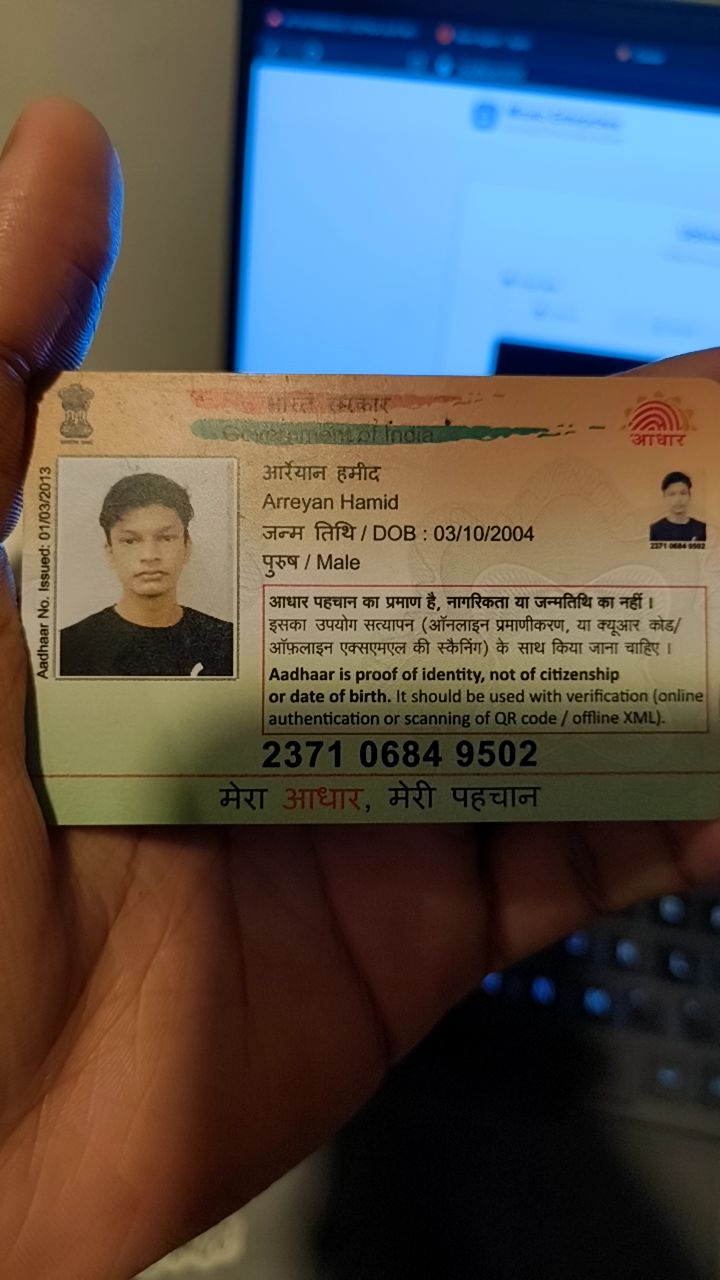 भारत सरकार
Government of India
आधार
Aadhaar No. Issued: 01/03/2013
आर्रेयान हमीद
Arreyan Hamid
जन्म तिथि / DOB : 03/10/2004
पुरुष / Male
2371 0684 9502
आधार पहचान का प्रमाण है, नागरिकता या जन्मतिथि का नहीं ।
इसका उपयोग सत्यापन (ऑनलाइन प्रमाणीकरण, या क्यूआर कोड/
ऑफ़लाइन एक्सएमएल की स्कैनिंग) के साथ किया जाना चाहिए ।
Aadhaar is proof of identity, not of citizenship
or date of birth. It should be used with verification (online
authentication or scanning of QR code / offline XML).
2371 0684 9502
मेरा आधार, मेरी पहचान